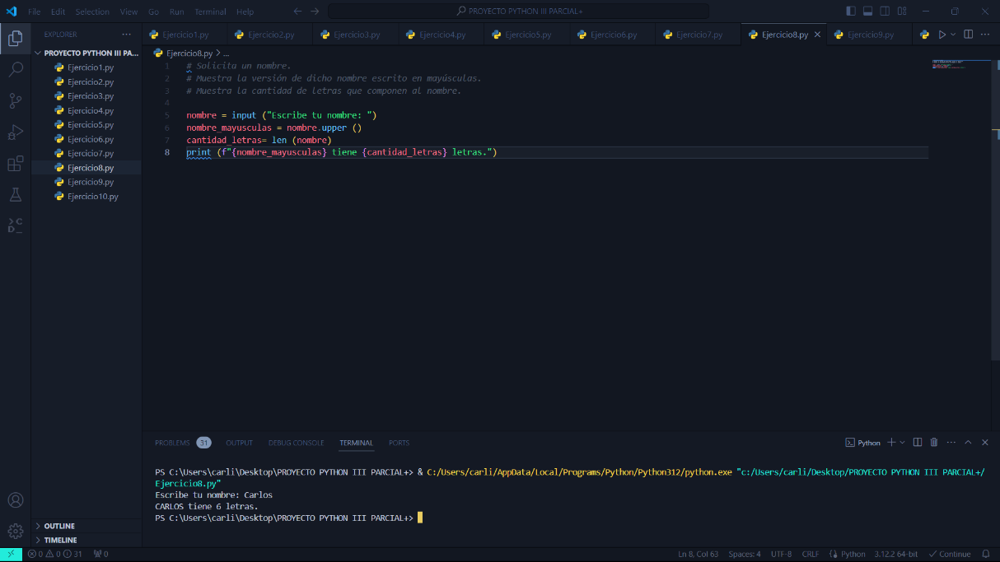 File Edit Selection View Go Run Terminal Help PROYECTO PYTHON III PARCIAL+
EXPLORER
PROYECTO PYTHON III PA...
Ejercicio1.py
Ejercicio2.py
Ejercicio3.py
Ejercicio4.py
Ejercicio5.py
Ejercicio6.py
Ejercicio7.py
Ejercicio8.py
Ejercicio9.py
Ejercicio10.py
OUTLINE
TIMELINE
Ejercicio1.py Ejercicio2.py Ejercicio3.py Ejercicio4.py Ejercicio5.py Ejercicio6.py Ejercicio7.py Ejercicio8.py Ejercicio9.py
Ejercicio8.py > ...
1 # Solicita un nombre.
2 # Muestra la versión de dicho nombre escrito en mayúsculas.
3 # Muestra la cantidad de letras que componen al nombre.
4
5 nombre = input ("Escribe tu nombre: ")
6 nombre_mayusculas = nombre.upper ()
7 cantidad_letras= len (nombre)
8 print (f"{nombre_mayusculas} tiene {cantidad_letras} letras.")
PROBLEMS 31 OUTPUT DEBUG CONSOLE TERMINAL PORTS Python
PS C:\Users\carli\Desktop\PROYECTO PYTHON III PARCIAL+> & C:/Users/carli/AppData/Local/Programs/Python/Python312/python.exe "c:/Users/carli/Desktop/PROYECTO PYTHON III PARCIAL+/
Ejercicio8.py"
Escribe tu nombre: Carlos
CARLOS tiene 6 letras.
PS C:\Users\carli\Desktop\PROYECTO PYTHON III PARCIAL+>
0 0 31 0 Ln 8, Col 63 Spaces: 4 UTF-8 CRLF Python 3.12.2 64-bit Continue